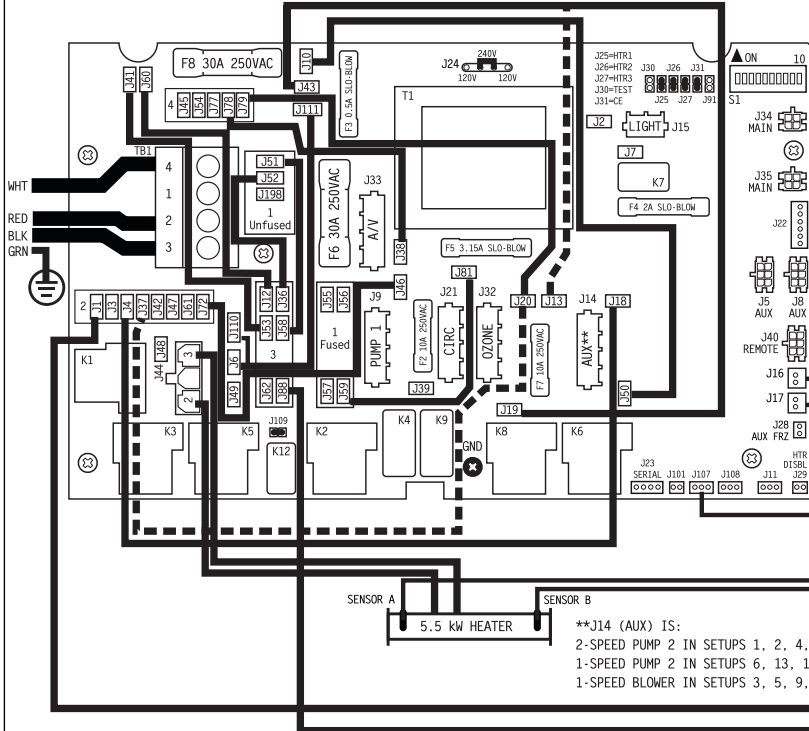 F8 30A 250VAC
J41
J60
J10
J43
J111
F3 0.5A SLO-BLOW
J24
240V
120V
120V
T1
J25=HTR1
J26=HTR2
J27=HTR3
J30=TEST
J31=CE
J30
J26
J31
J25
J27
J91
ON
10
S1
4
J45
J54
J77
J78
J79
J2
LIGHT
J15
J34
MAIN
J7
K7
F4 2A SLO-BLOW
J35
MAIN
J22
TB1
4
1
2
3
WHT
RED
BLK
GRN
J51
J52
J198
1
Unfused
F6 30A 250VAC
J33
A/V
J38
F5 3.15A SLO-BLOW
J81
J46
J5
AUX
J8
AUX
2
J1
J3
J4
J37
J42
J47
J61
J72
J110
J12
J36
J53
J58
3
J62
J88
J55
J56
1
Fused
J57
J59
J9
PUMP 1
F2 10A 250VAC
J21
CIRC
J32
OZONE
J20
J13
F7 10A 250VAC
J14
AUX**
J18
J40
REMOTE
J16
J17
K1
J48
J44
3
2
J6
J49
J39
J19
J50
J28
AUX FRZ
K3
K5
J109
K12
K2
K4
K9
GND
K8
K6
J23
SERIAL
J101
J107
J108
J11
HTR
DISBL
J29
SENSOR A
SENSOR B
5.5 kW HEATER
**J14 (AUX) IS:
2-SPEED PUMP 2 IN SETUPS 1, 2, 4,
1-SPEED PUMP 2 IN SETUPS 6, 13, 1
1-SPEED BLOWER IN SETUPS 3, 5, 9,